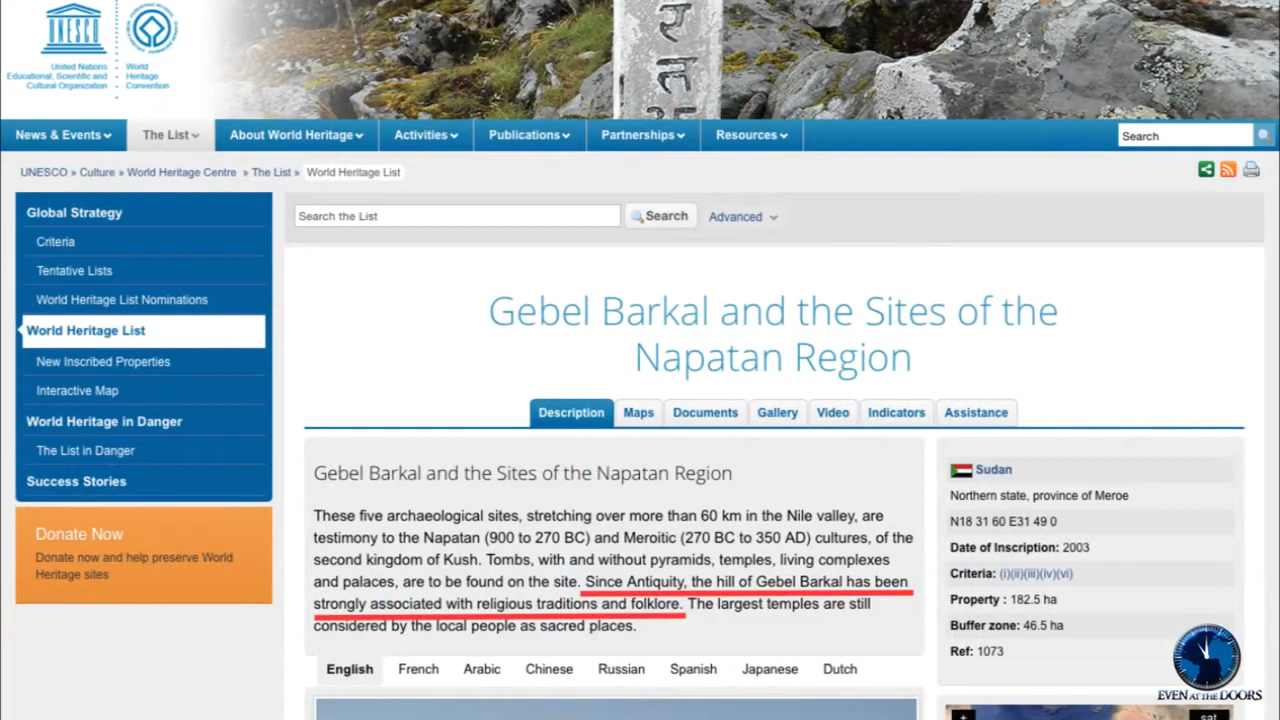 UNESCO
United Nations
Educational, Scientific and
Cultural Organization
World
Heritage
Convention
News & Events
The List
About World Heritage
Activities
Publications
Partnerships
Resources
Search
UNESCO » Culture » World Heritage Centre » The List » World Heritage List
Global Strategy
Criteria
Tentative Lists
World Heritage List Nominations
World Heritage List
New Inscribed Properties
Interactive Map
World Heritage in Danger
The List in Danger
Success Stories
Donate Now
Donate now and help preserve World
Heritage sites
Search the List
Search
Advanced
Gebel Barkal and the Sites of the
Napatan Region
Description
Maps
Documents
Gallery
Video
Indicators
Assistance
Gebel Barkal and the Sites of the Napatan Region
These five archaeological sites, stretching over more than 60 km in the Nile valley, are
testimony to the Napatan (900 to 270 BC) and Meroitic (270 BC to 350 AD) cultures, of the
second kingdom of Kush. Tombs, with and without pyramids, temples, living complexes
and palaces, are to be found on the site. Since Antiquity, the hill of Gebel Barkal has been
strongly associated with religious traditions and folklore. The largest temples are still
considered by the local people as sacred places.
English
French
Arabic
Chinese
Russian
Spanish
Japanese
Dutch
Sudan
Northern state, province of Meroe
N18 31 60 E31 49 0
Date of Inscription: 2003
Criteria: (i)(ii)(iii)(iv)(vi)
Property : 182.5 ha
Buffer zone: 46.5 ha
Ref: 1073
EVEN AT THE DOORS
+
sat